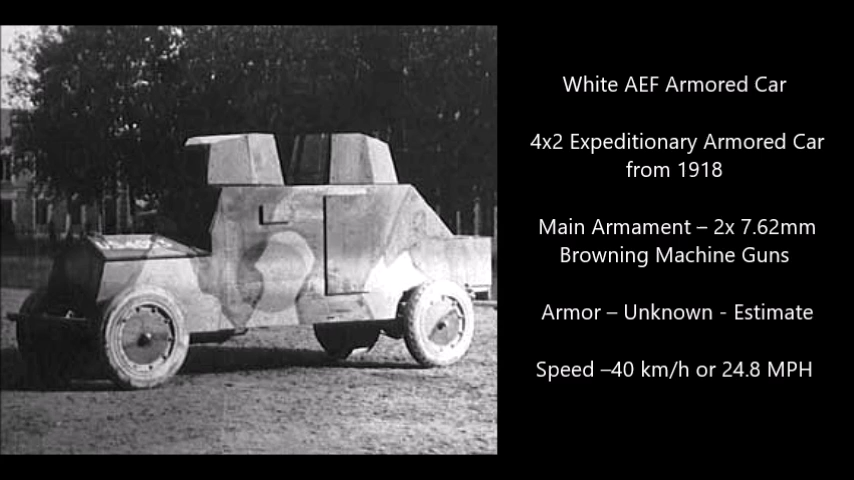 White AEF Armored Car
4x2 Expeditionary Armored Car
from 1918
Main Armament – 2x 7.62mm
Browning Machine Guns
Armor – Unknown - Estimate
Speed –40 km/h or 24.8 MPH